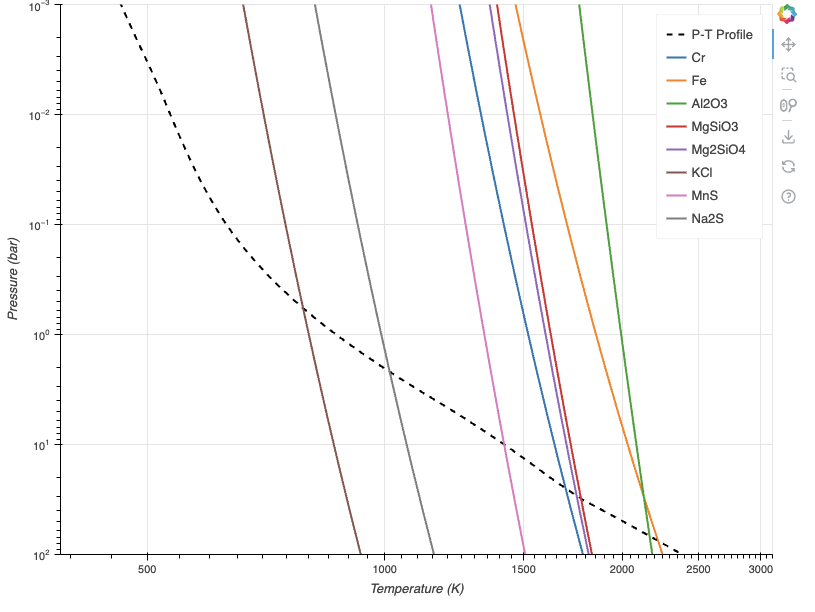 10⁻³
10⁻²
10⁻¹
10⁰
10¹
10²
Pressure (bar)
P-T Profile
Cr
Fe
Al2O3
MgSiO3
Mg2SiO4
KCl
MnS
Na2S
500
1000
1500
2000
2500
3000
Temperature (K)